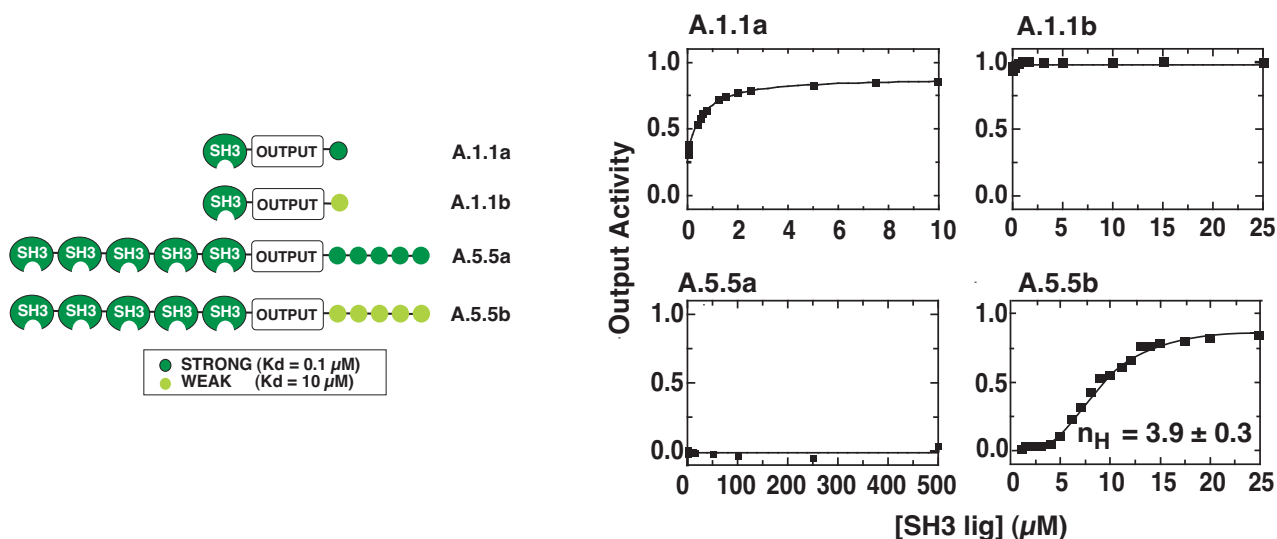 SH3 OUTPUT A.1.1a
SH3 OUTPUT A.1.1b
SH3 SH3 SH3 SH3 SH3 OUTPUT A.5.5a
SH3 SH3 SH3 SH3 SH3 OUTPUT A.5.5b
STRONG (Kd = 0.1 µM)
WEAK (Kd = 10 µM)
Output Activity
A.1.1a
1.0
0.5
0.0
0 2 4 6 8 10
A.1.1b
1.0
0.5
0.0
0 5 10 15 20 25
A.5.5a
1.0
0.5
0.0
0 100 200 300 400 500
A.5.5b
1.0
0.5
0.0
nH = 3.9 ± 0.3
0 5 10 15 20 25
[SH3 lig] (µM)